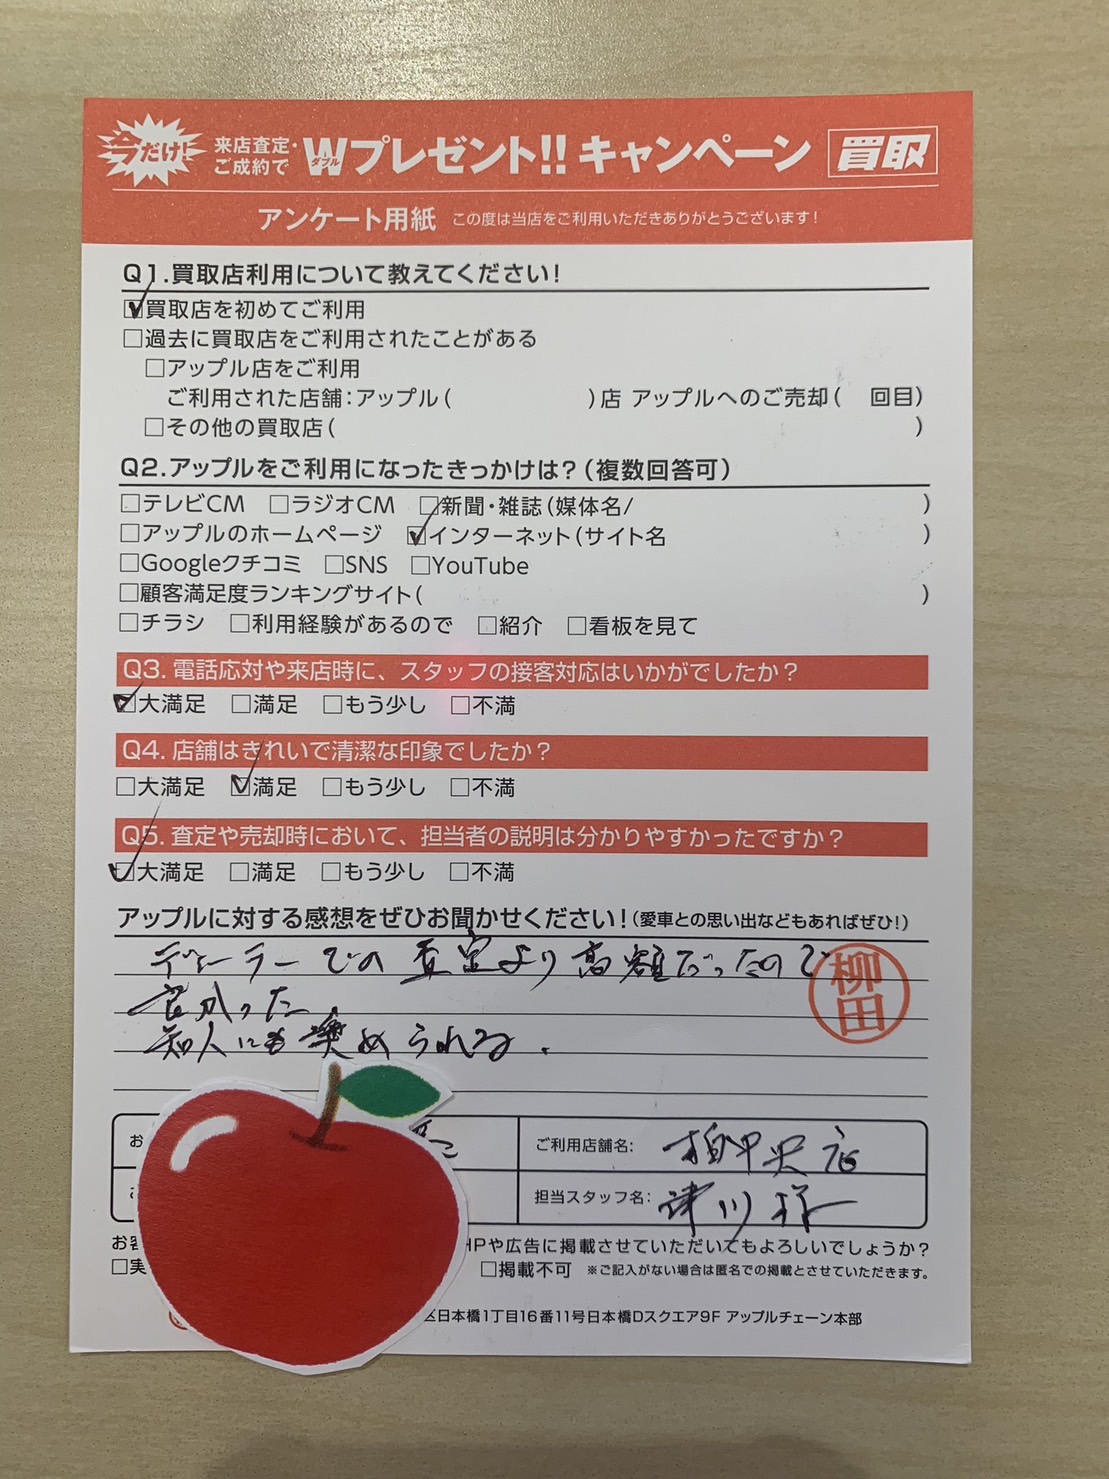 今だけ!
来店査定・
ご成約で
Wプレゼント!! キャンペーン 買取
ダブル
アンケート用紙 この度は当店をご利用いただきありがとうございます!
Q1.買取店利用について教えてください!
□買取店を初めてご利用
□過去に買取店をご利用されたことがある
□アップル店をご利用
ご利用された店舗:アップル( )店 アップルへのご売却( 回目)
□その他の買取店( )
Q2.アップルをご利用になったきっかけは?(複数回答可)
□テレビCM □ラジオCM □新聞・雑誌(媒体名/ )
□アップルのホームページ □インターネット(サイト名 )
□Googleクチコミ □SNS □YouTube
□顧客満足度ランキングサイト( )
□チラシ □利用経験があるので □紹介 □看板を見て
Q3.電話応対や来店時に、スタッフの接客対応はいかがでしたか?
□大満足 □満足 □もう少し □不満
Q4.店舗はきれいで清潔な印象でしたか?
□大満足 □満足 □もう少し □不満
Q5.査定や売却時において、担当者の説明は分かりやすかったですか?
□大満足 □満足 □もう少し □不満
アップルに対する感想をぜひお聞かせください!(愛車との思い出などもあればぜひ!)
ディーラーでの査定より高額だったので
良かった
知人にも奨められる.
柳田
お
ご利用店舗名: 柏中央店
担当スタッフ名: 津川様
お客
HPや広告に掲載させていただいてもよろしいでしょうか?
□実
□掲載不可 ※ご記入がない場合は匿名での掲載とさせていただきます。
区日本橋1丁目16番11号日本橋Dスクエア9F アップルチェーン本部